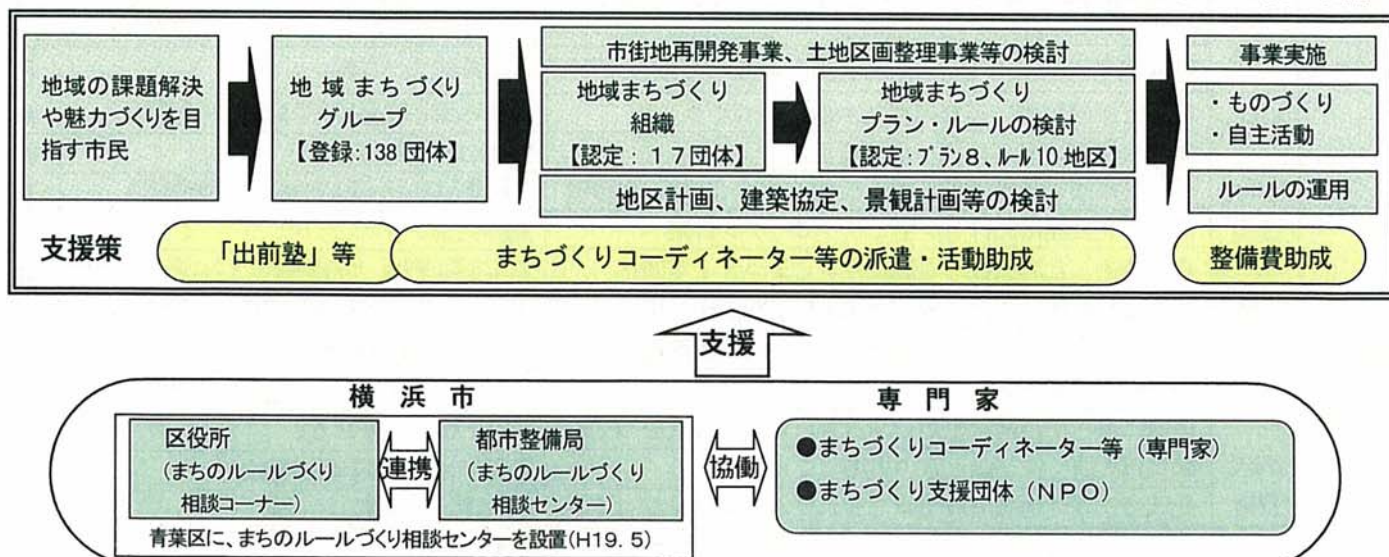 地域の課題解決
や魅力づくりを目
指す市民
地域まちづくり
グループ
【登録：138団体】
市街地再開発事業、土地区画整理事業等の検討
地域まちづくり
組織
【認定：１７団体】
地域まちづくり
プラン・ルールの検討
【認定：プラン８、ルール10地区】
地区計画、建築協定、景観計画等の検討
事業実施
・ものづくり
・自主活動
ルールの運用
支援策
「出前塾」等
まちづくりコーディネーター等の派遣・活動助成
整備費助成
支援
横浜市
区役所
(まちのルールづくり
相談コーナー)
連携
都市整備局
(まちのルールづくり
相談センター)
青葉区に、まちのルールづくり相談センターを設置(H19.5)
協働
専門家
●まちづくりコーディネーター等（専門家）
●まちづくり支援団体（ＮＰＯ）